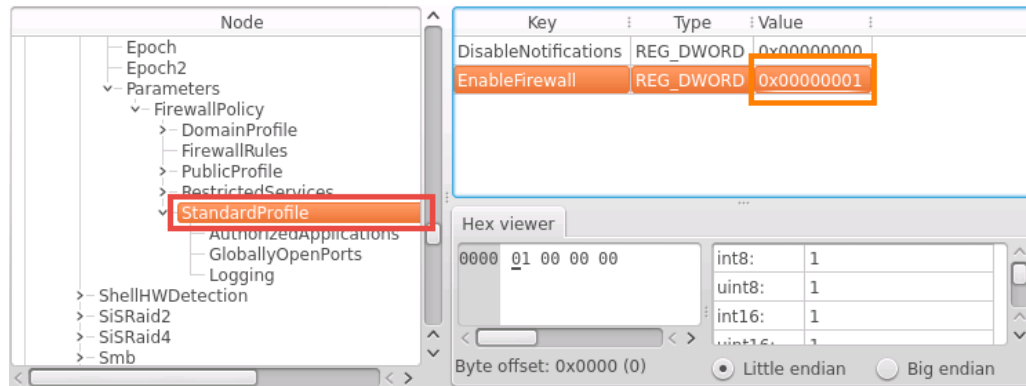 Node
Epoch
Epoch2
Parameters
FirewallPolicy
DomainProfile
FirewallRules
PublicProfile
RestrictedServices
StandardProfile
AuthorizedApplications
GloballyOpenPorts
Logging
ShellHWDetection
SiSRaid2
SiSRaid4
Smb
Key Type Value
DisableNotifications REG_DWORD 0x00000000
EnableFirewall REG_DWORD 0x00000001
Hex viewer
0000 01 00 00 00
int8: 1
uint8: 1
int16: 1
uint16: 1
Byte offset: 0x0000 (0)
Little endian Big endian